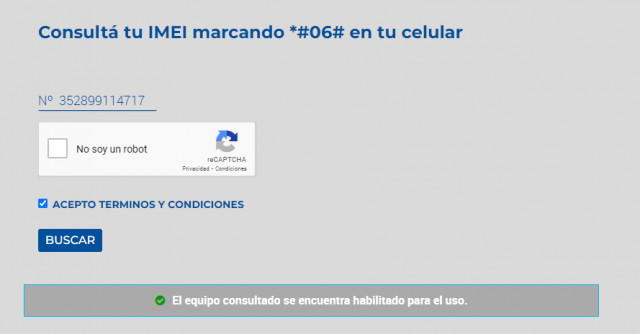 Consultá tu IMEI marcando *#06# en tu celular
Nº 352899114717
No soy un robot
reCAPTCHA
Privacidad - Condiciones
ACEPTO TERMINOS Y CONDICIONES
BUSCAR
El equipo consultado se encuentra habilitado para el uso.